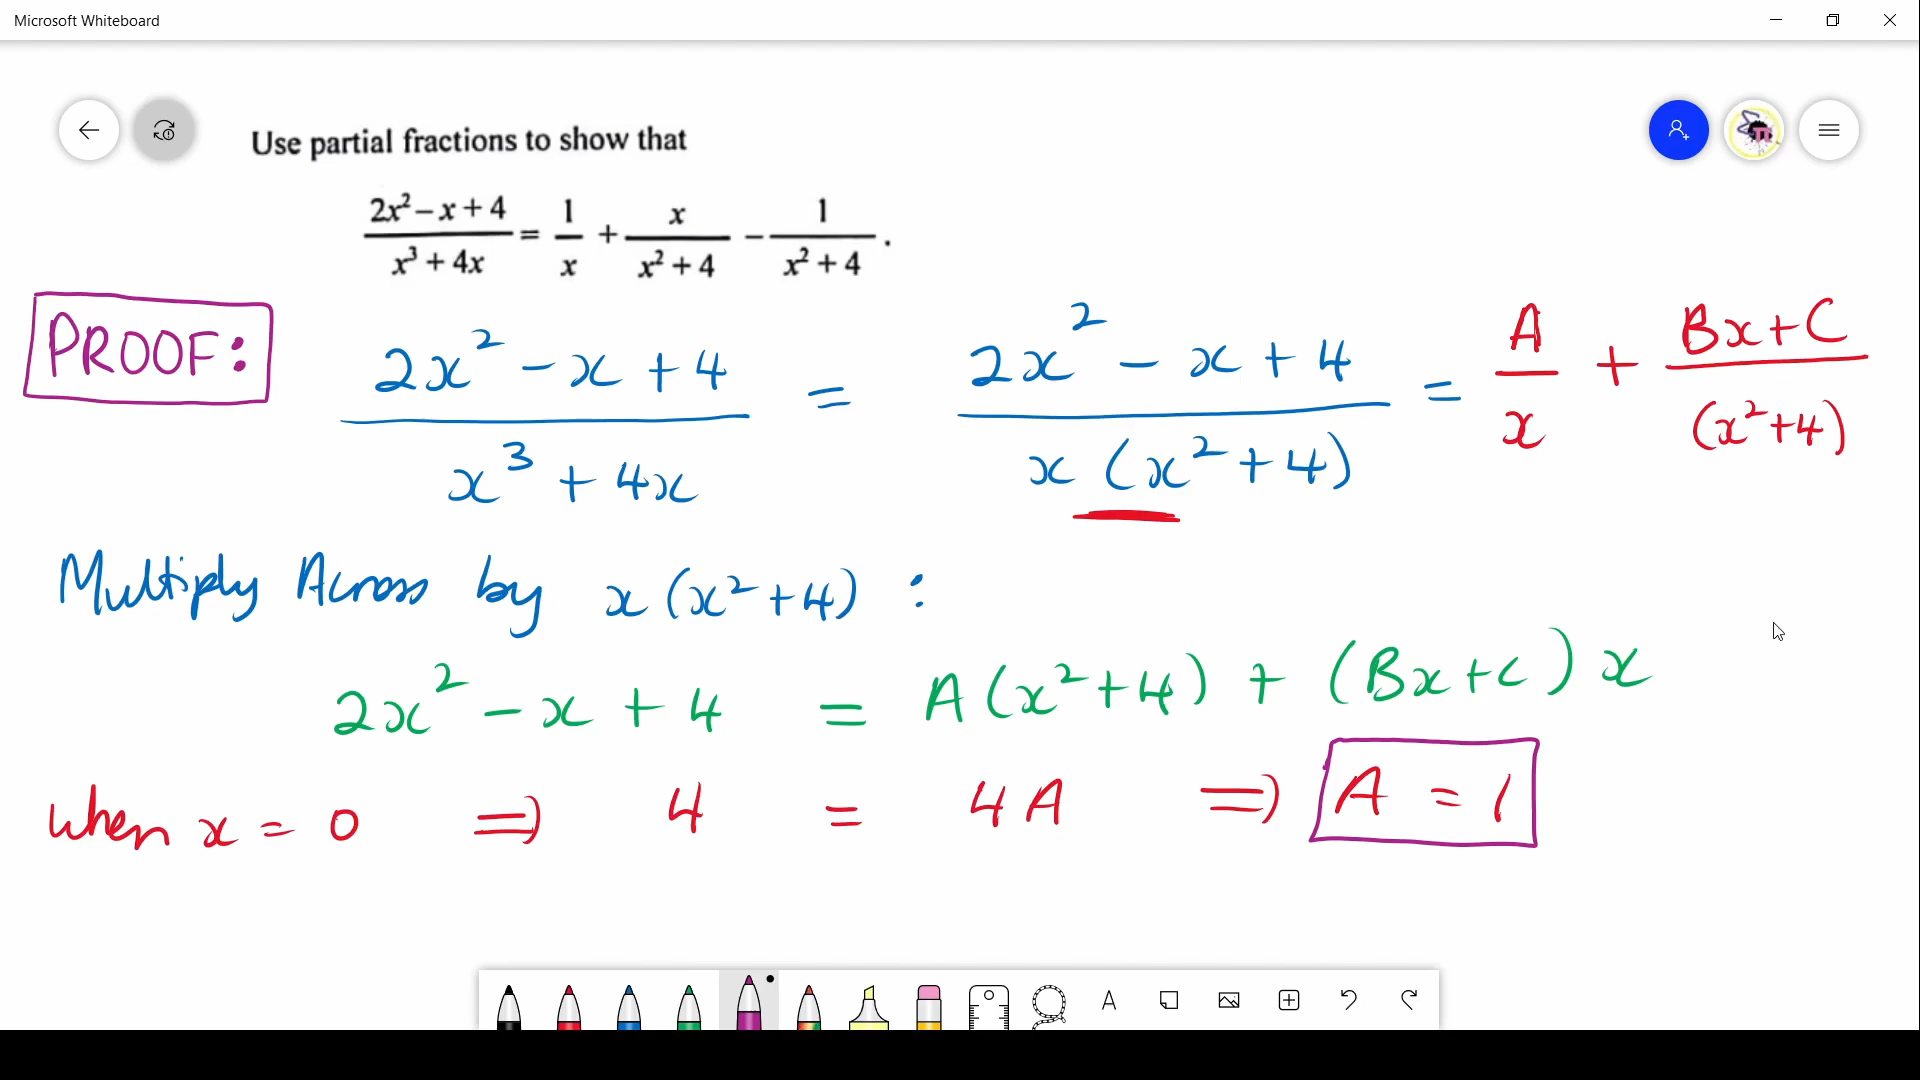 Microsoft Whiteboard
Use partial fractions to show that
(2x² − x + 4)/(x³ + 4x) = 1/x + x/(x² + 4) − 1/(x² + 4).
PROOF:
(2x² − x + 4)/(x³ + 4x) = (2x² − x + 4)/(x(x² + 4)) = A/x + (Bx+C)/(x²+4)
Multiply Across by x(x²+4) :
2x² − x + 4 = A(x²+4) + (Bx+C)x
when x = 0 ⇒ 4 = 4A ⇒ A = 1